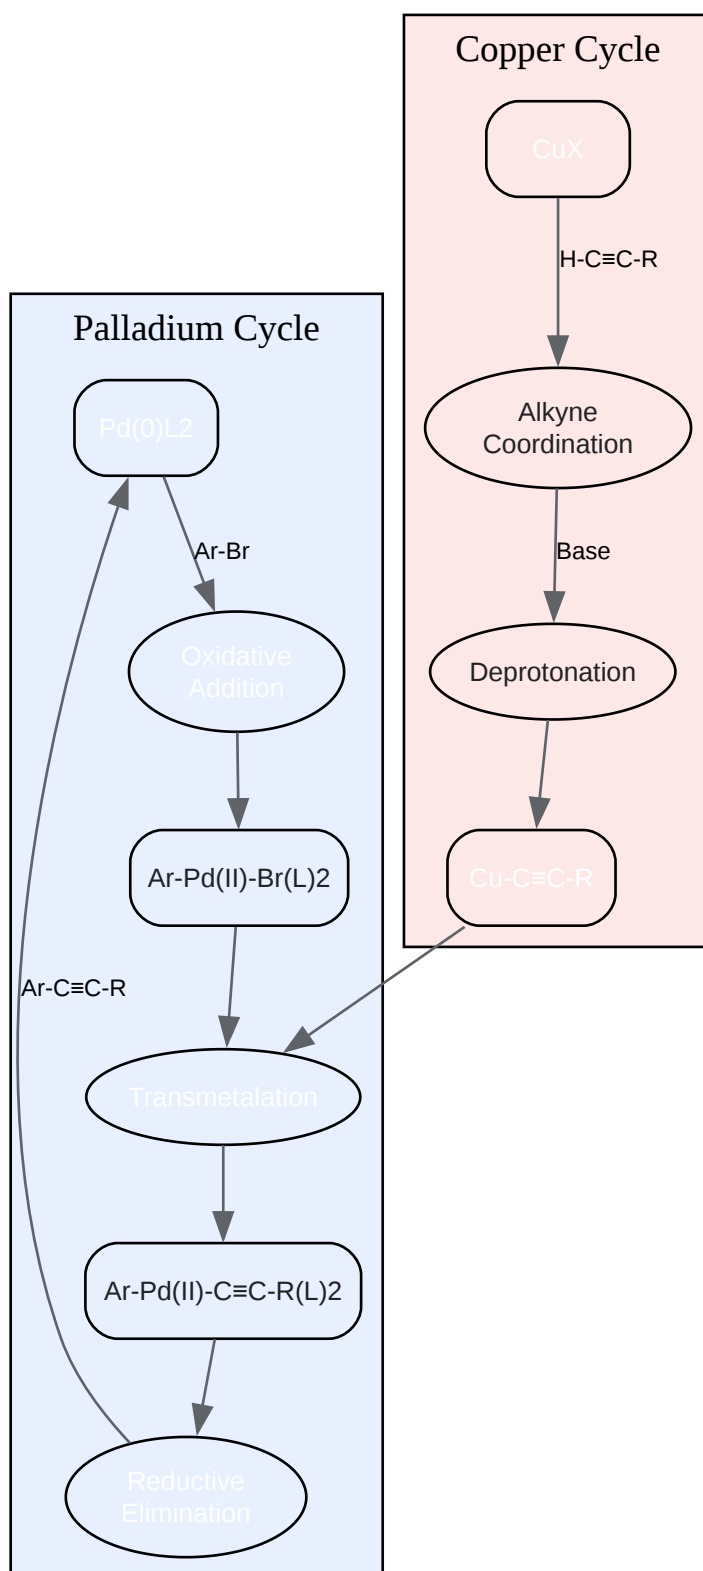 Copper Cycle
CuX
H-C≡C-R
Alkyne
Coordination
Base
Deprotonation
Cu-C≡C-R
Palladium Cycle
Pd(0)L2
Ar-Br
Oxidative
Addition
Ar-Pd(II)-Br(L)2
Ar-C≡C-R
Transmetalation
Ar-Pd(II)-C≡C-R(L)2
Reductive
Elimination